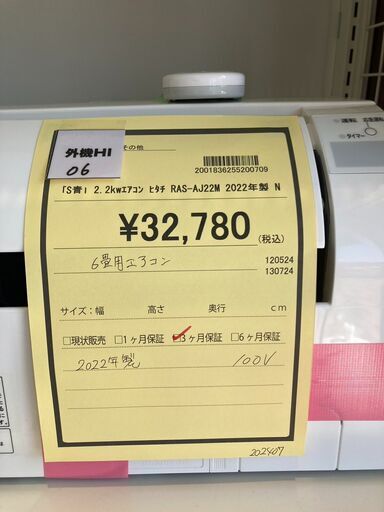 運転
タイマー
外機HI
06
その他
2001836255200709
「S青」2.2kwエアコン ヒタチ RAS-AJ22M 2022年製 N
¥32,780(税込)
6畳用エアコン
120524
130724
サイズ:幅 高さ 奥行 cm
□現状販売 □1ヶ月保証 ☑3ヶ月保証 □6ヶ月保証
2022年製 100V
202407